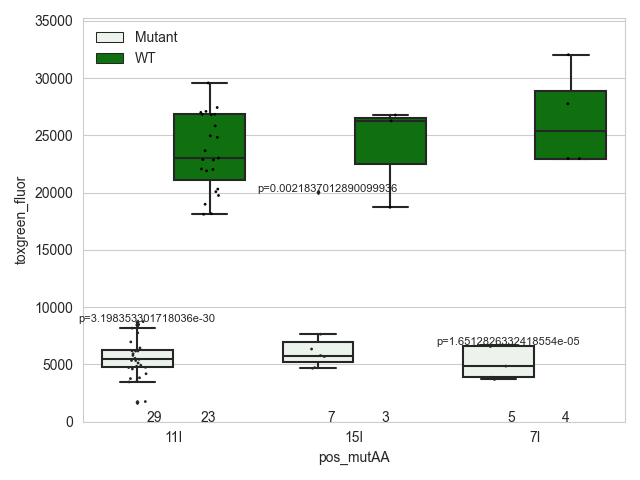 35000
Mutant
WT
30000
25000
20000
p=0.0021837012890099936
15000
10000
p=3.198353301718036e-30
p=1.6512826332418554e-05
5000
0
29 23 7 3 5 4
11I 15I 7I
pos_mutAA
toxgreen_fluor